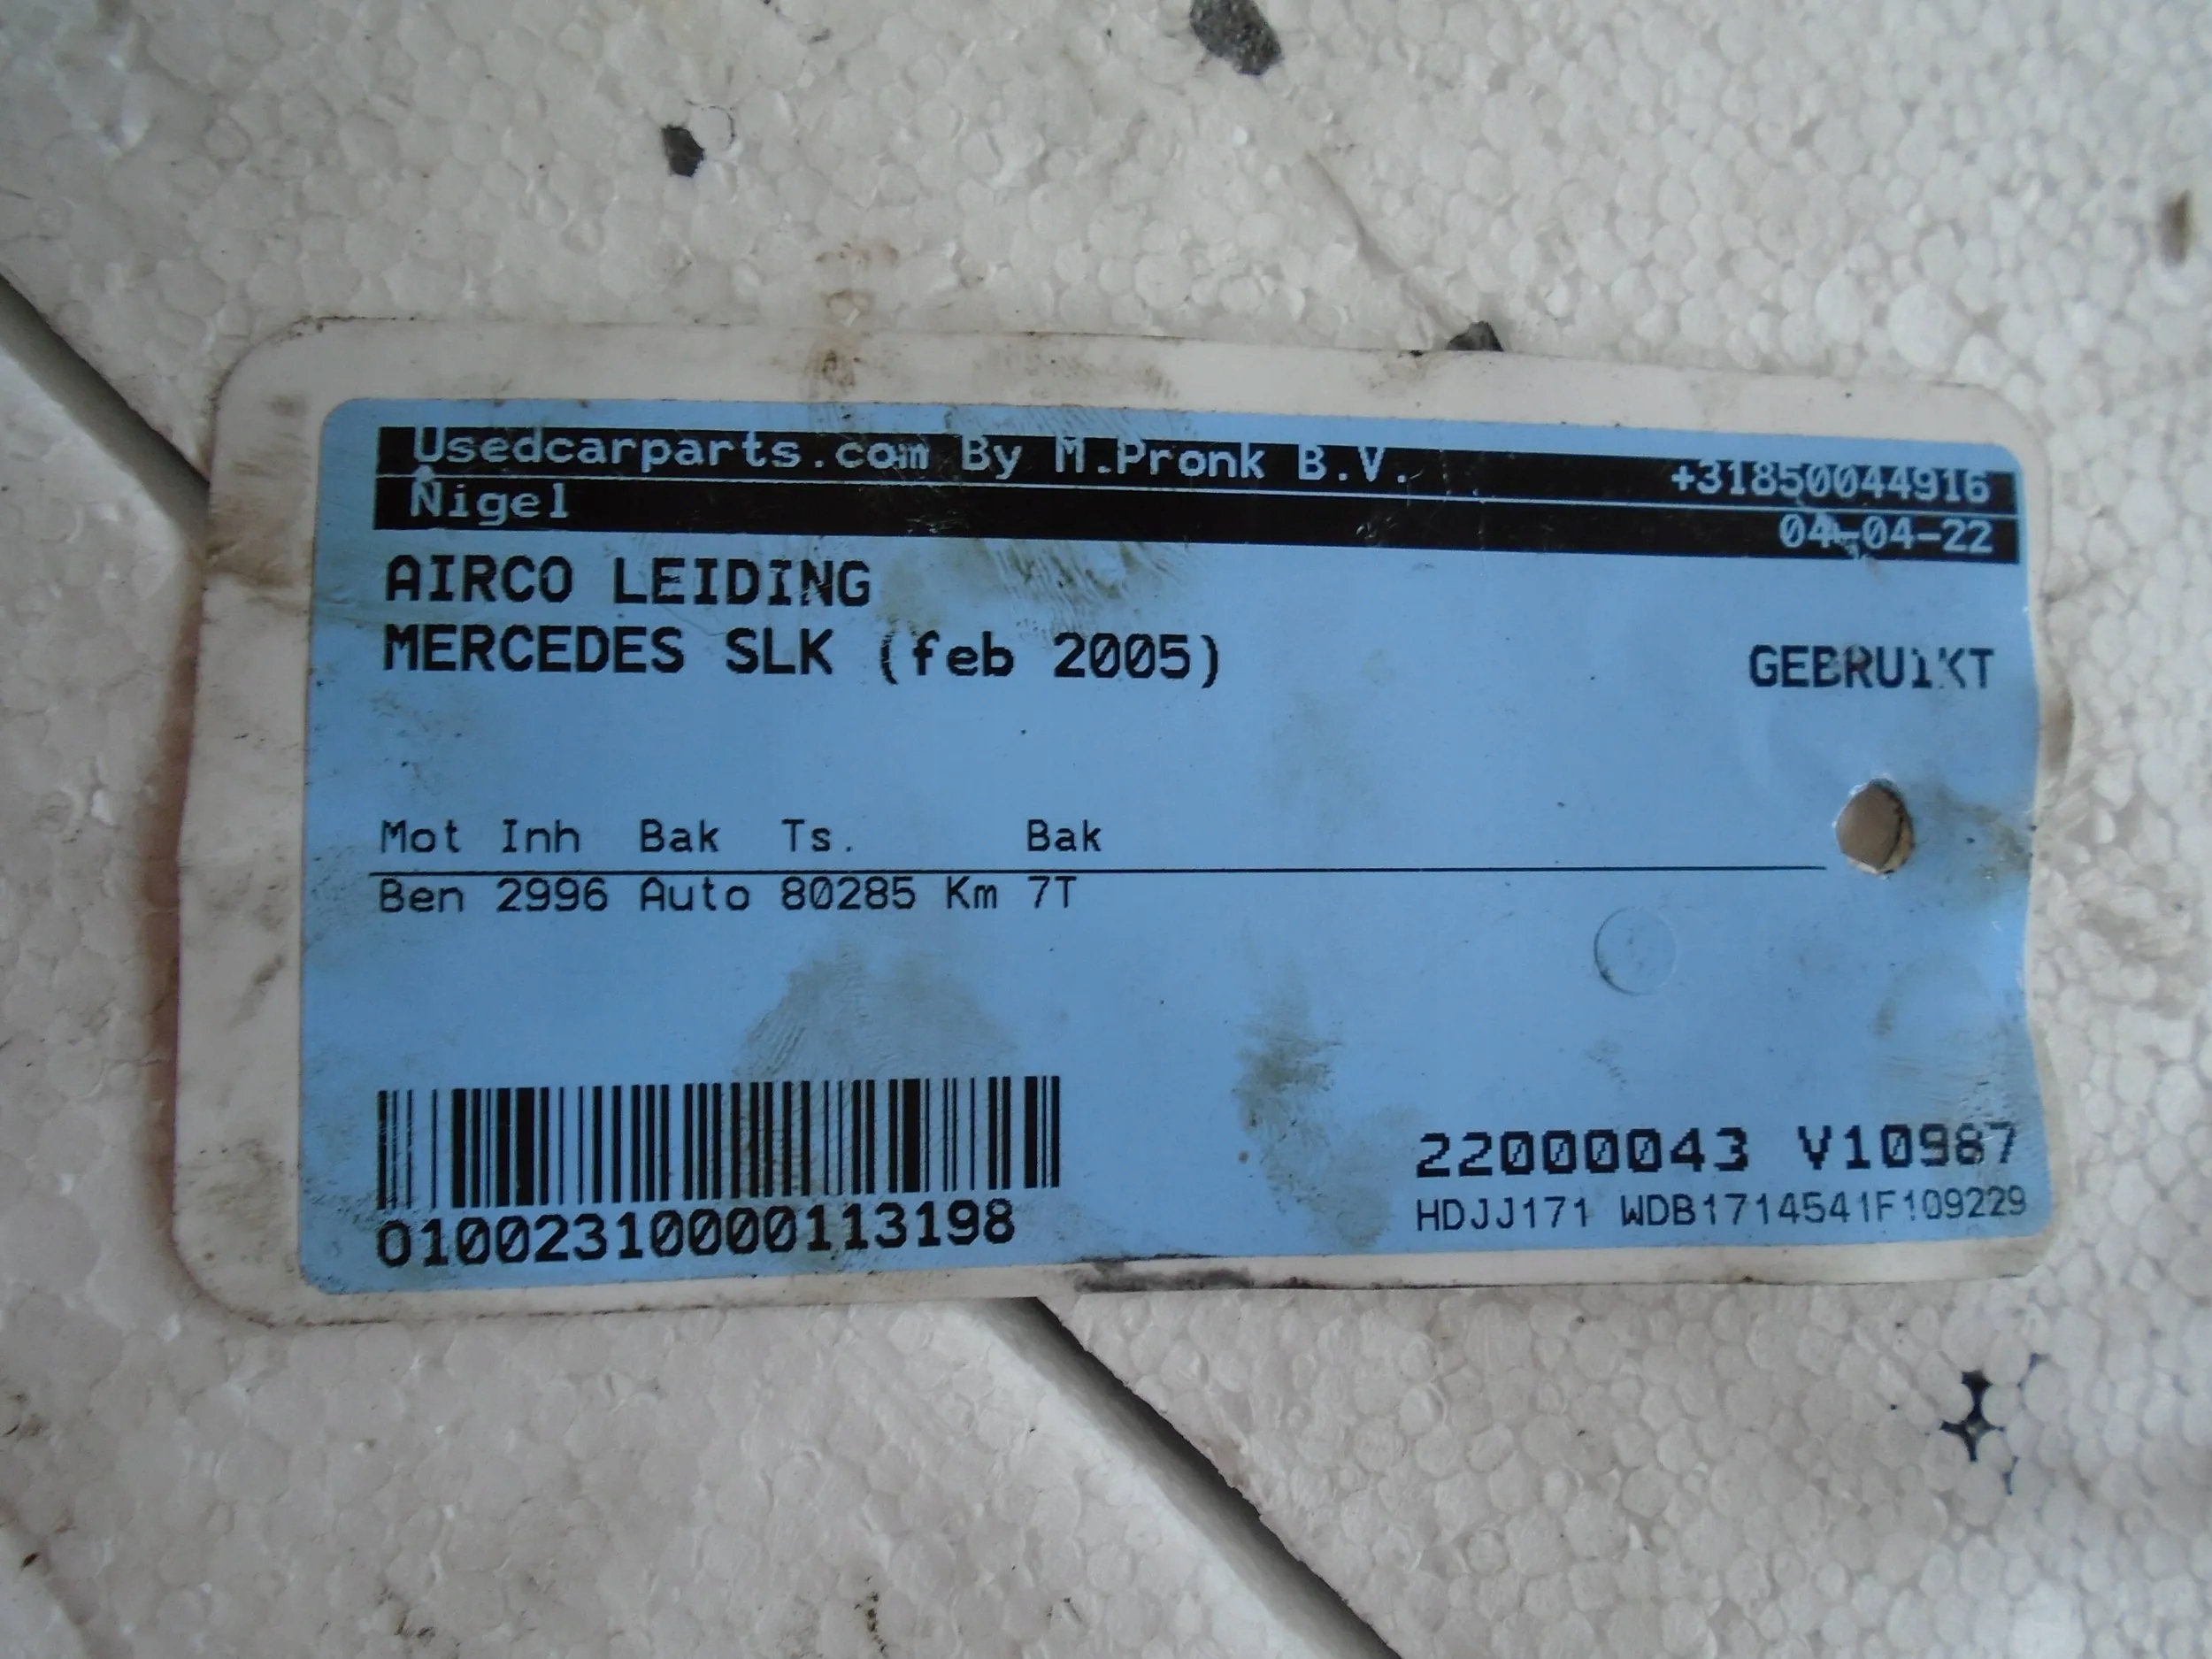 Usedcarparts.com By M.Pronk B.V. +31850044916
Nigel 04-04-22
AIRCO LEIDING
MERCEDES SLK (feb 2005) GEBRUIKT
Mot Inh Bak Ts. Bak
Ben 2996 Auto 80285 Km 7T
22000043 V10987
01002310000113198 HDJJ171 WDB1714541F109229